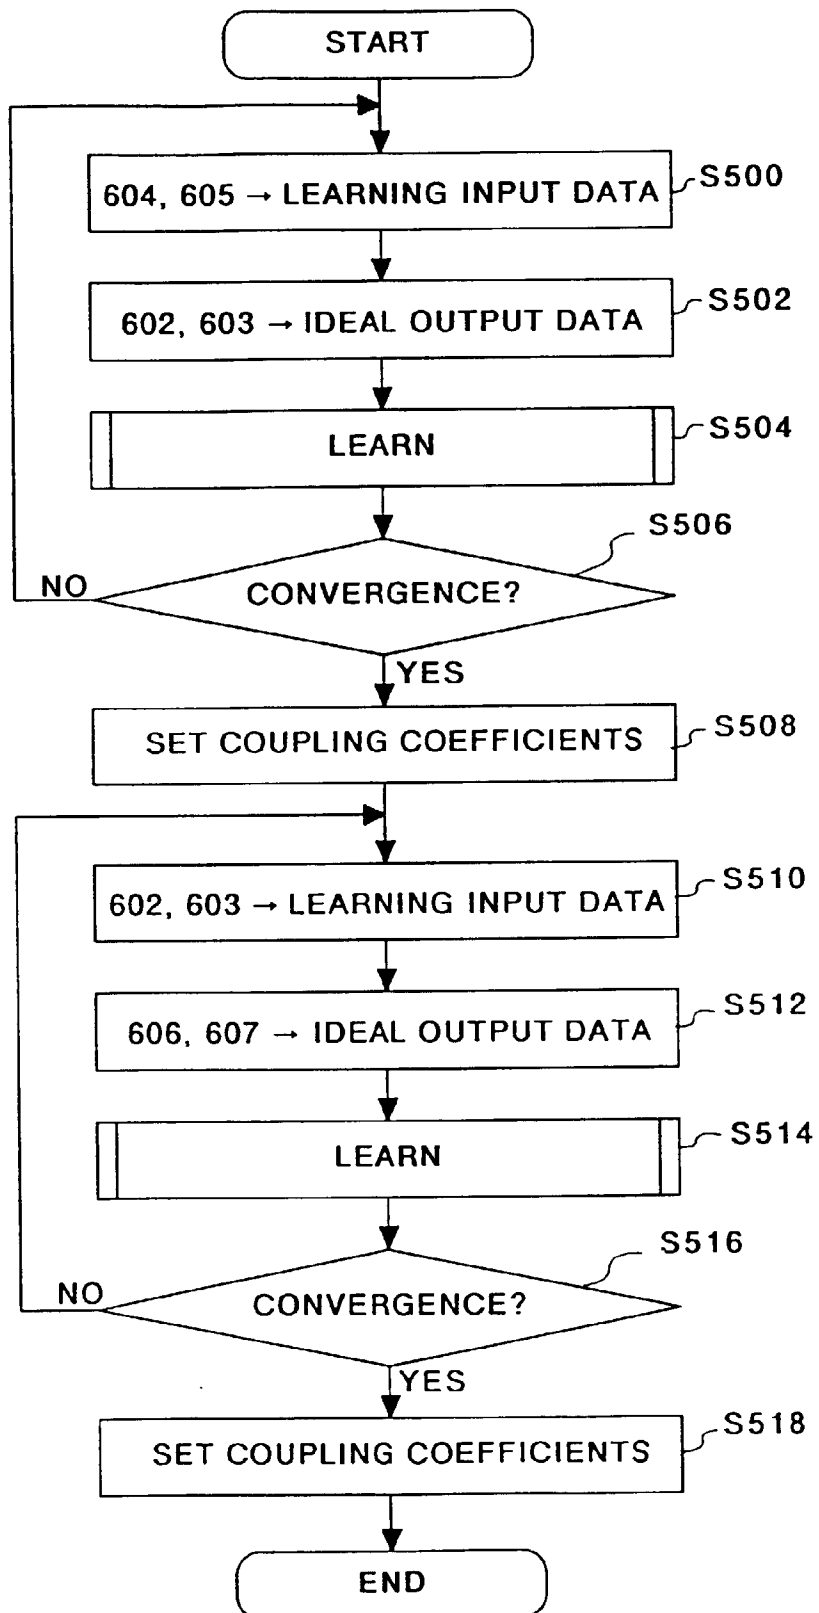 START
604, 605 → LEARNING INPUT DATA
S500
602, 603 → IDEAL OUTPUT DATA
S502
LEARN
S504
S506
CONVERGENCE?
NO
YES
SET COUPLING COEFFICIENTS
S508
602, 603 → LEARNING INPUT DATA
S510
606, 607 → IDEAL OUTPUT DATA
S512
LEARN
S514
S516
CONVERGENCE?
NO
YES
SET COUPLING COEFFICIENTS
S518
END